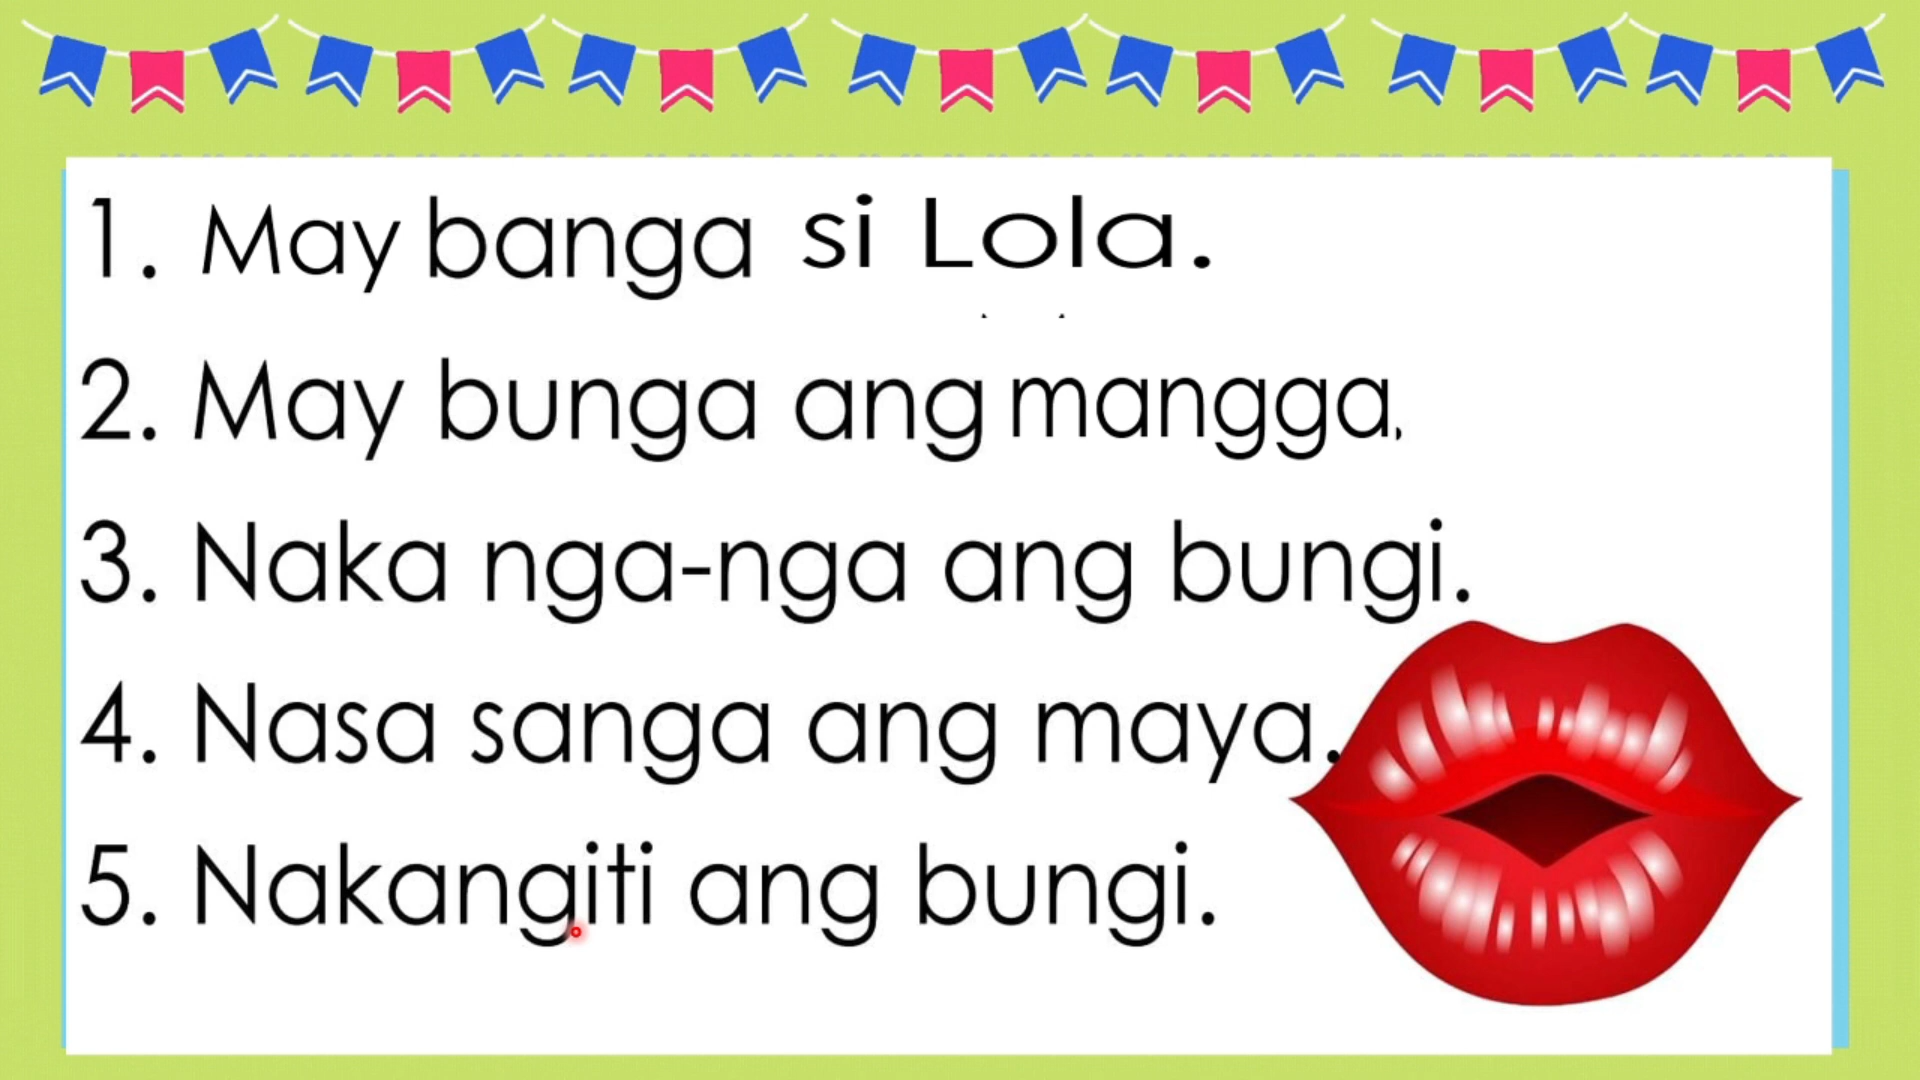 1. May banga si Lola.
2. May bunga ang mangga.
3. Naka nga-nga ang bungi.
4. Nasa sanga ang maya.
5. Nakangiti ang bungi.